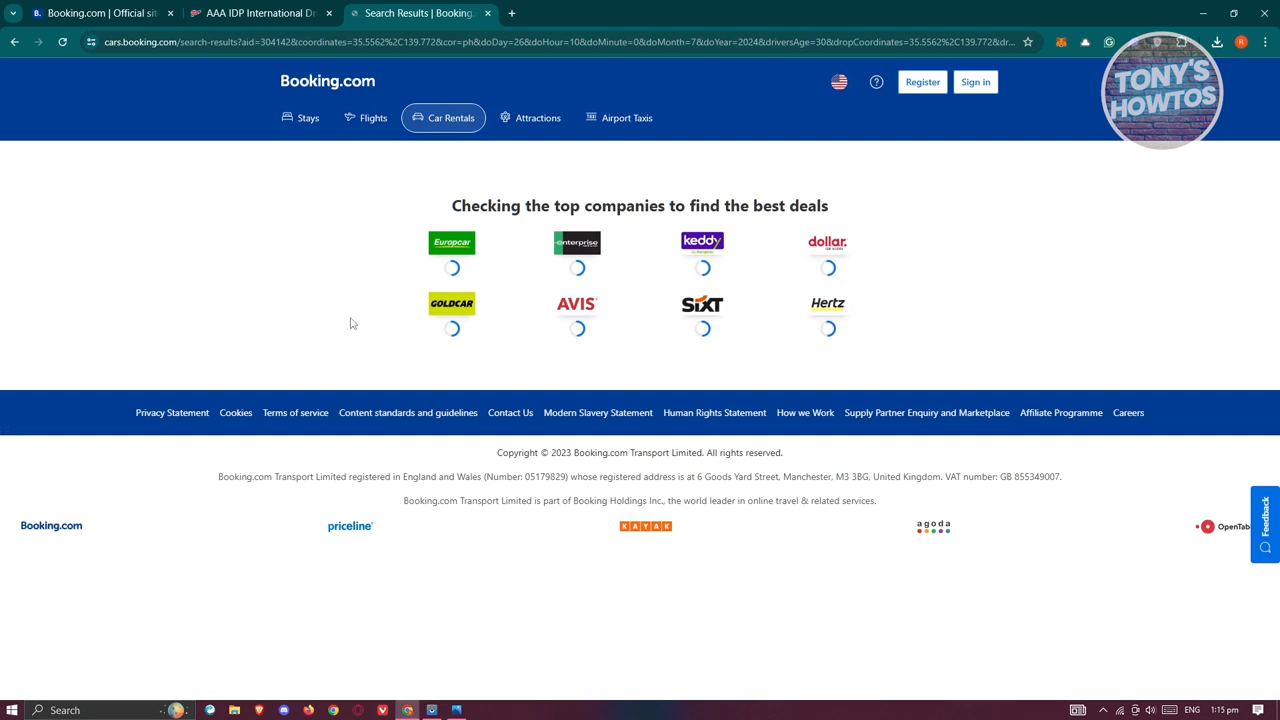 Booking.com | Official sit
AAA IDP International Dr
Search Results | Booking.
cars.booking.com/search-results?aid=304142&coordinates=35.5562%2C139.772&cor=ph&doDay=26&doHour=10&doMinute=0&doMonth=7&doYear=2024&driversAge=30&dropCoordinates=35.5562%2C139.772&dr...
Booking.com
Register
Sign in
TONY'S
HOWTOS
Stays
Flights
Car Rentals
Attractions
Airport Taxis
Checking the top companies to find the best deals
Europcar
enterprise
keddy
dollar.
GOLDCAR
AVIS
SIXT
Hertz
Privacy Statement Cookies Terms of service Content standards and guidelines Contact Us Modern Slavery Statement Human Rights Statement How we Work Supply Partner Enquiry and Marketplace Affiliate Programme Careers
Copyright © 2023 Booking.com Transport Limited. All rights reserved.
Booking.com Transport Limited registered in England and Wales (Number: 05179829) whose registered address is at 6 Goods Yard Street, Manchester, M3 3BG, United Kingdom. VAT number: GB 855349007.
Booking.com Transport Limited is part of Booking Holdings Inc., the world leader in online travel & related services.
Booking.com
priceline
KAYAK
agoda
OpenTab
Feedback
Search
ENG
1:15 pm